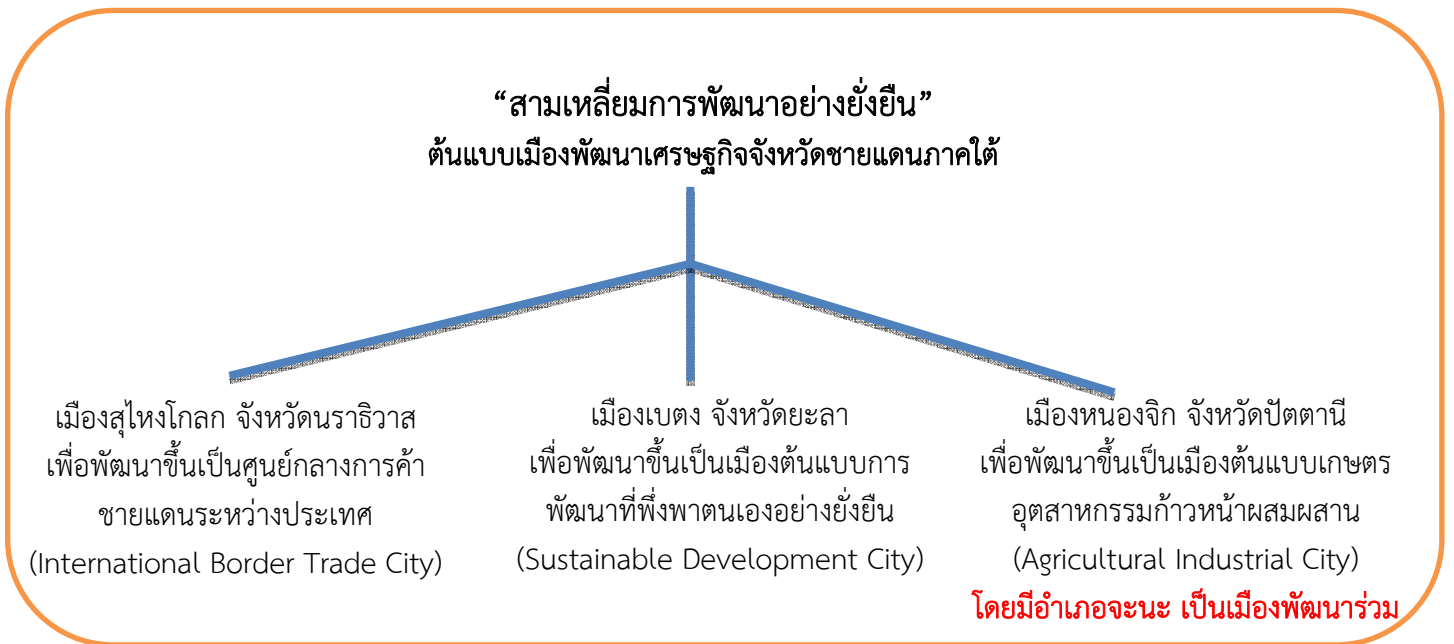 “สามเหลี่ยมการพัฒนาอย่างยั่งยืน”
ต้นแบบเมืองพัฒนาเศรษฐกิจจังหวัดชายแดนภาคใต้
เมืองสุไหงโกลก จังหวัดนราธิวาส
เพื่อพัฒนาขึ้นเป็นศูนย์กลางการค้า
ชายแดนระหว่างประเทศ
(International Border Trade City)
เมืองเบตง จังหวัดยะลา
เพื่อพัฒนาขึ้นเป็นเมืองต้นแบบการ
พัฒนาที่พึ่งพาตนเองอย่างยั่งยืน
(Sustainable Development City)
เมืองหนองจิก จังหวัดปัตตานี
เพื่อพัฒนาขึ้นเป็นเมืองต้นแบบเกษตร
อุตสาหกรรมก้าวหน้าผสมผสาน
(Agricultural Industrial City)
โดยมีอำเภอจะนะ เป็นเมืองพัฒนาร่วม